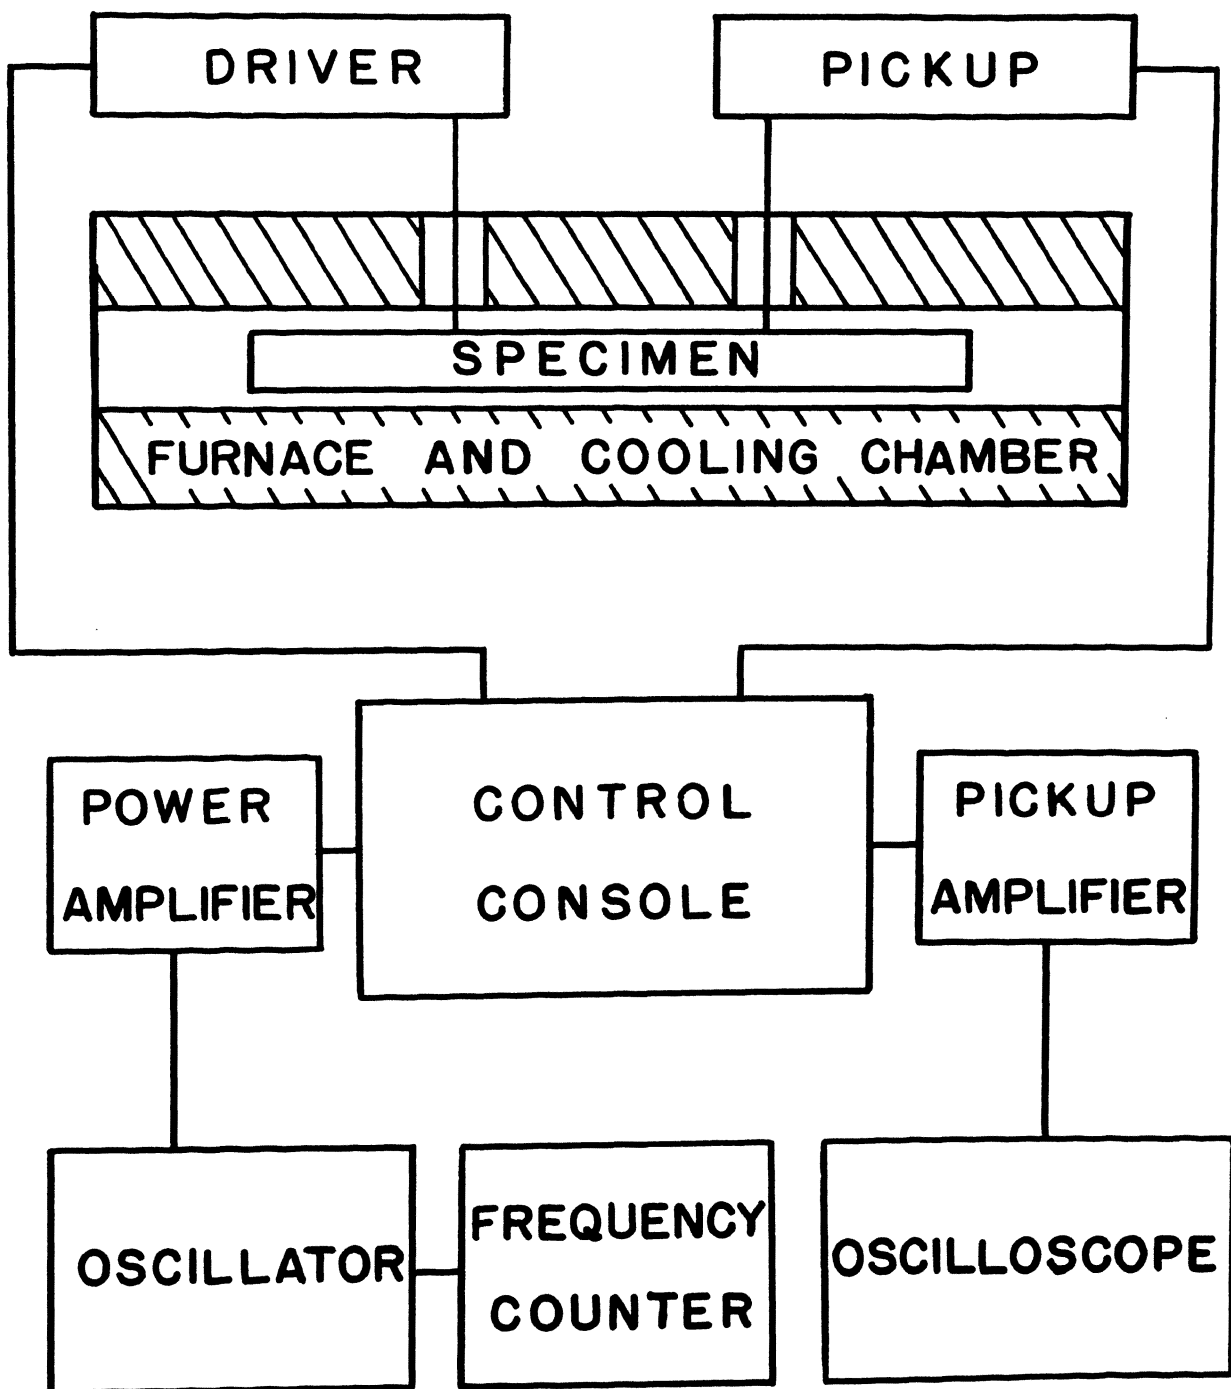 DRIVER
PICKUP
SPECIMEN
FURNACE AND COOLING CHAMBER
POWER
AMPLIFIER
CONTROL
CONSOLE
PICKUP
AMPLIFIER
OSCILLATOR
FREQUENCY
COUNTER
OSCILLOSCOPE